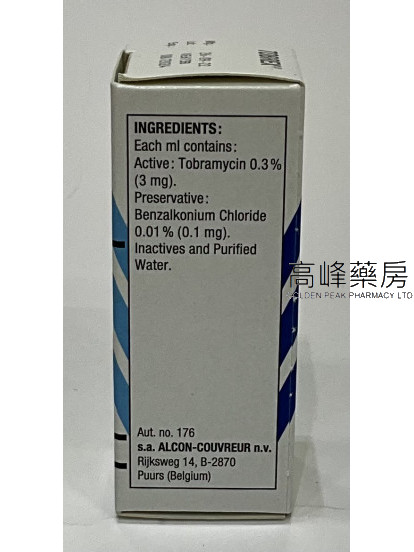 TOBREX
INGREDIENTS:
Each ml contains:
Active: Tobramycin 0.3%
(3 mg).
Preservative:
Benzalkonium Chloride
0.01% (0.1 mg).
Inactives and Purified
Water.
高峰藥房
GOLDEN PEAK PHARMACY LTD
Aut. no. 176
s.a. ALCON-COUVREUR n.v.
Rijksweg 14, B-2870
Puurs (Belgium)